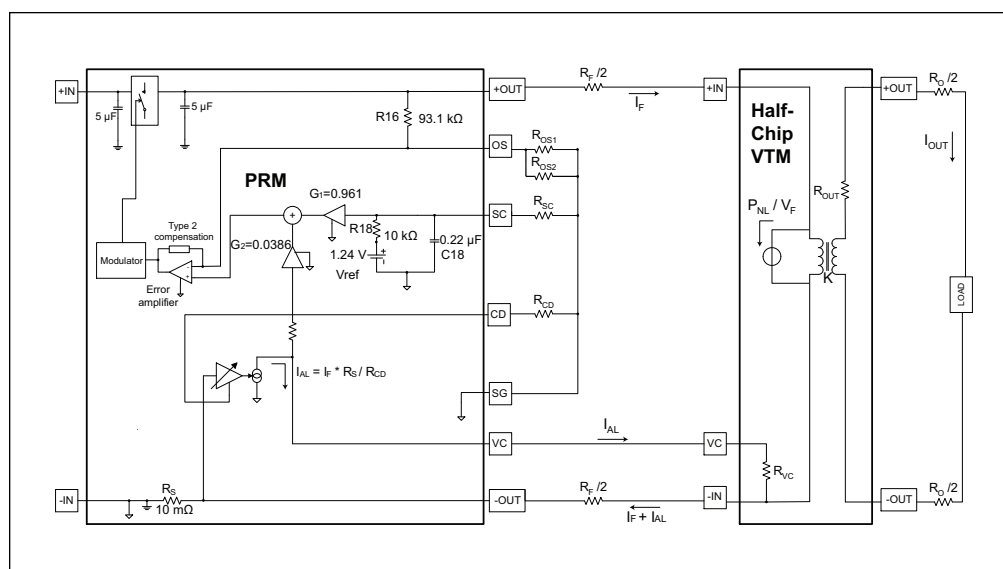 +IN
5 µF
5 µF
R16
93.1 kΩ
+OUT
R_F /2
I_F
+IN
Half-
Chip
VTM
+OUT
R_O /2
I_OUT
OS
R_OS1
R_OS2
PRM
G₁=0.961
SC
R_SC
R18
10 kΩ
0.22 µF
C18
1.24 V
Vref
+
-
+
G₂=0.0386
Type 2
compensation
Modulator
-
+
Error
amplifier
R_OUT
P_NL / V_F
K
LOAD
CD
R_CD
I_AL = I_F * R_S / R_CD
SG
VC
I_AL
VC
R_VC
-IN
R_S
10 mΩ
-OUT
R_F /2
I_F + I_AL
-IN
-OUT
R_O /2